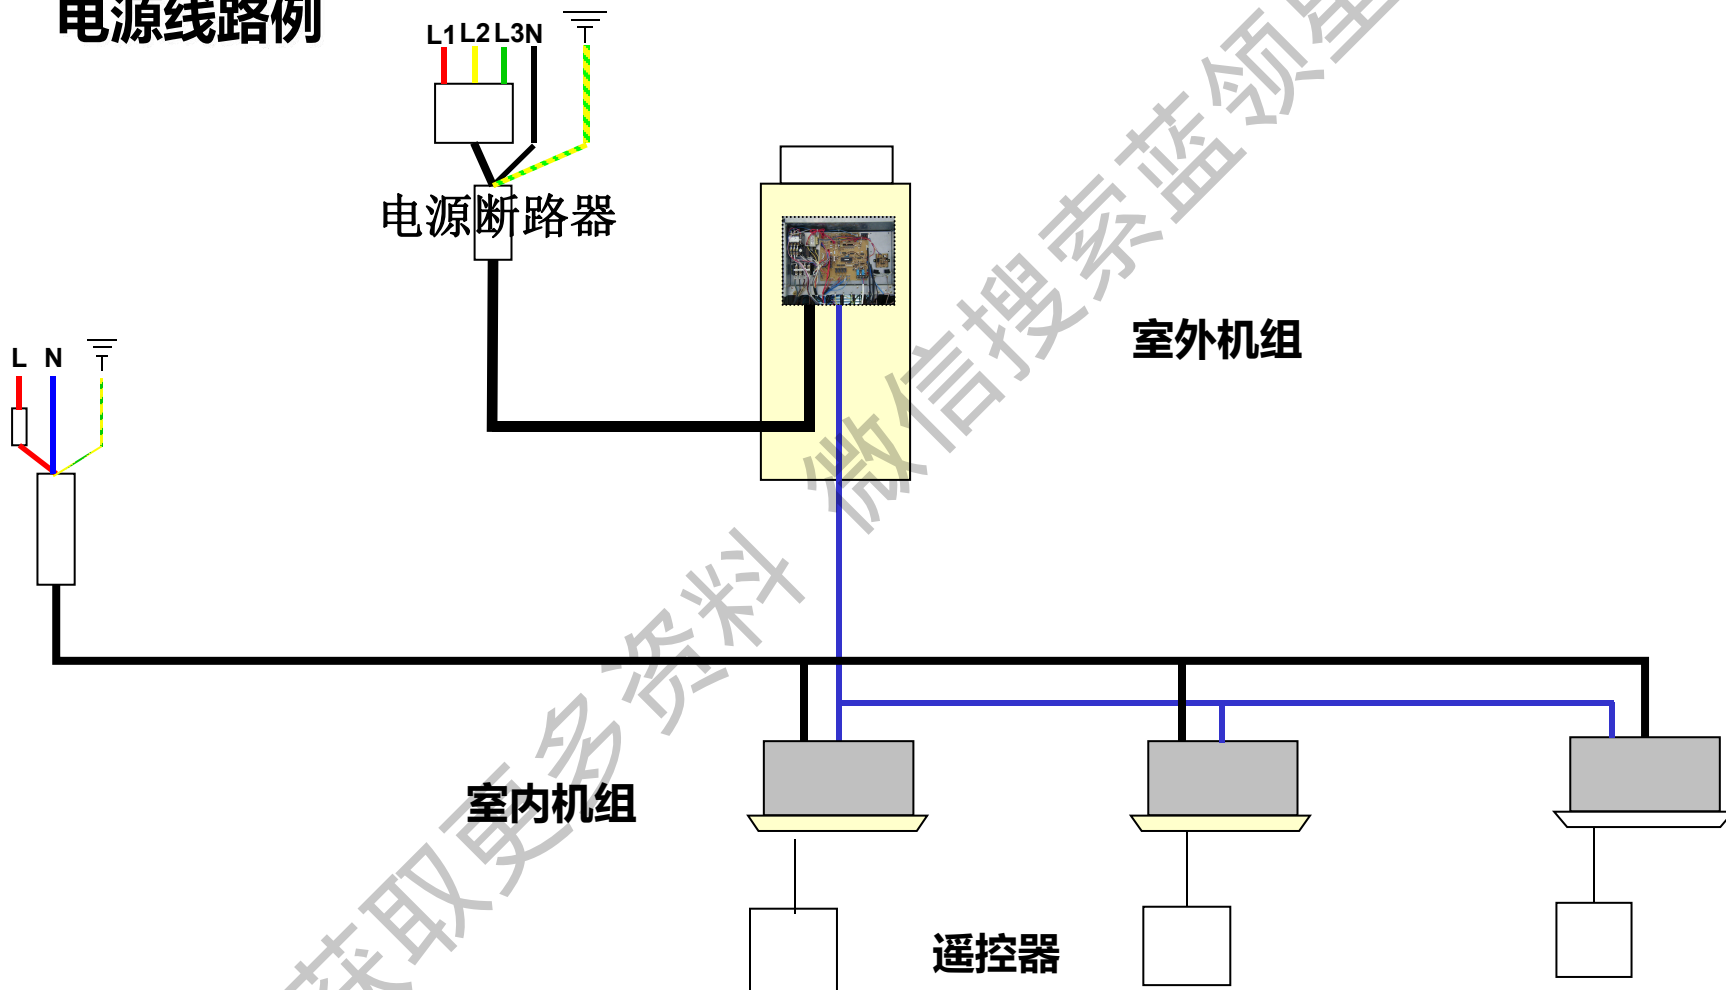 电源线路例
L1 L2 L3 N
电源断路器
室外机组
L N
室内机组
遥控器
获取更多资料 微信搜索蓝领星